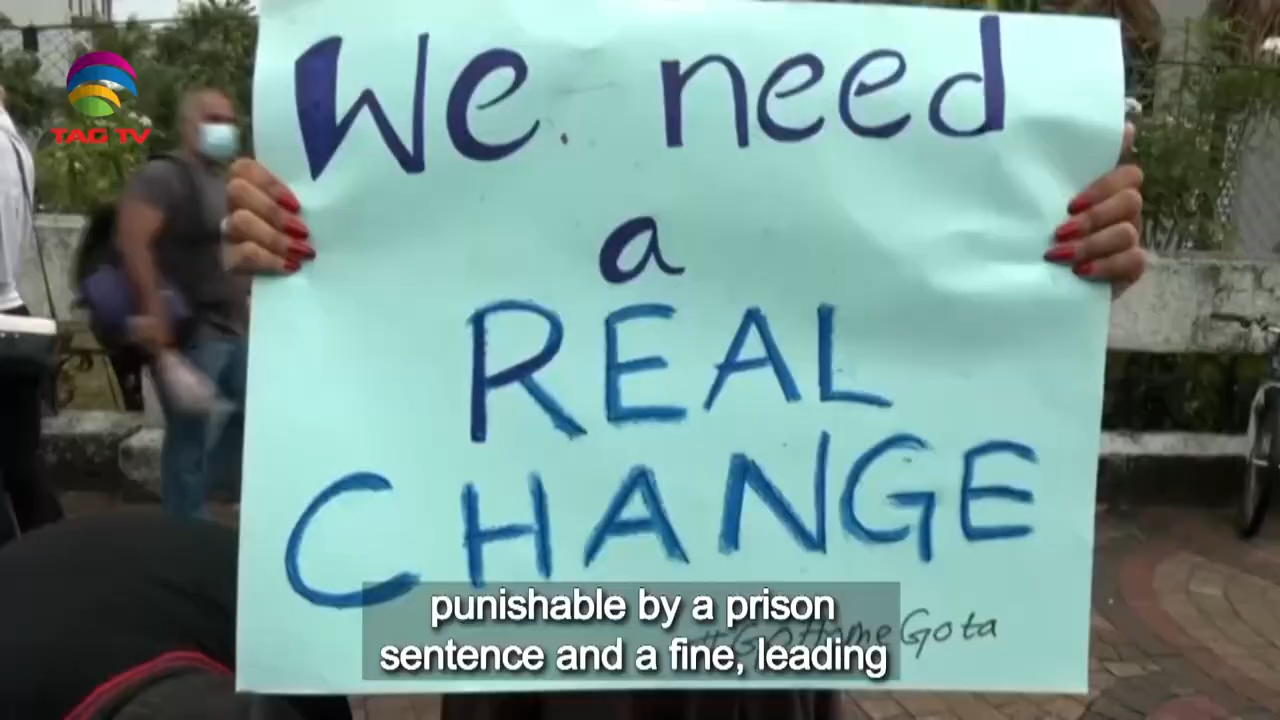 TAG TV
We need
a
REAL
CHANGE
#GoHomeGota
punishable by a prison
sentence and a fine, leading